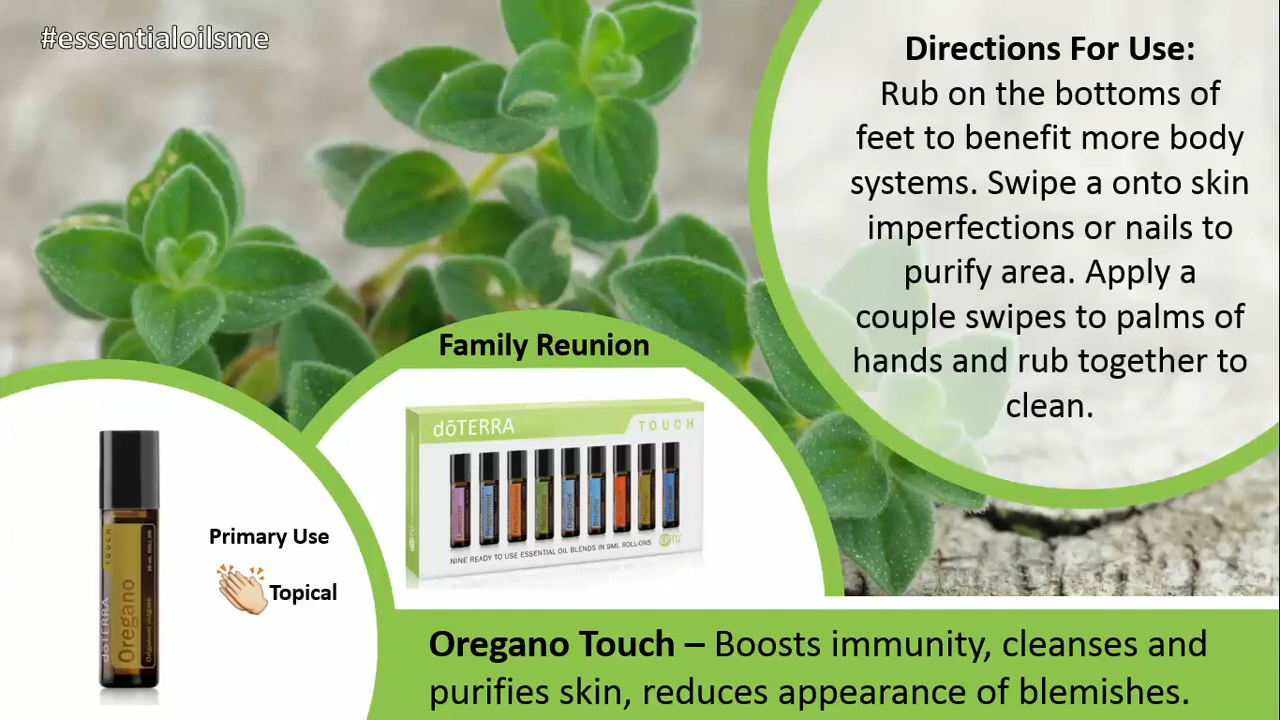 #essentialoilsme
Directions For Use:
Rub on the bottoms of
feet to benefit more body
systems. Swipe a onto skin
imperfections or nails to
purify area. Apply a
couple swipes to palms of
hands and rub together to
clean.
Family Reunion
dōTERRA
TOUCH
NINE READY TO USE ESSENTIAL OIL BLENDS IN 9ML ROLL-ONS
Primary Use
Topical
dōTERRA TOUCH
Oregano
Oregano Touch – Boosts immunity, cleanses and
purifies skin, reduces appearance of blemishes.